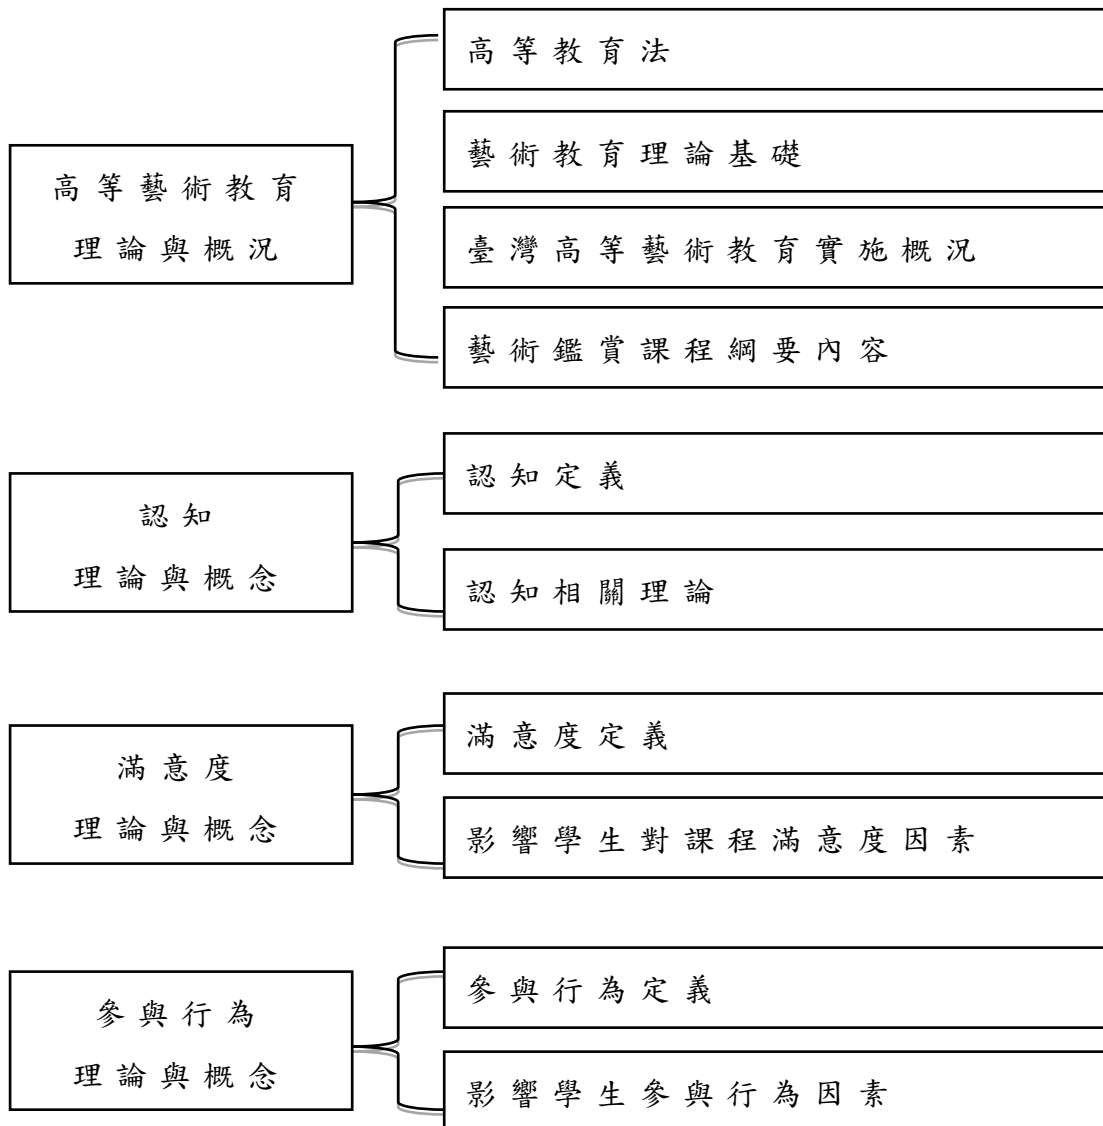 高等藝術教育
理論與概況
高等教育法
藝術教育理論基礎
臺灣高等藝術教育實施概況
藝術鑑賞課程綱要內容
認知
理論與概念
認知定義
認知相關理論
滿意度
理論與概念
滿意度定義
影響學生對課程滿意度因素
參與行為
理論與概念
參與行為定義
影響學生參與行為因素